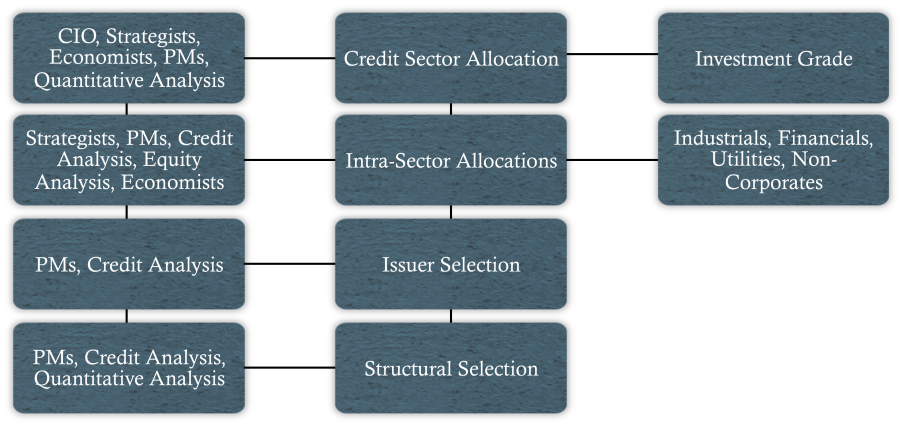 CIO, Strategists,
Economists, PMs,
Quantitative Analysis
Credit Sector Allocation
Investment Grade
Strategists, PMs, Credit
Analysis, Equity
Analysis, Economists
Intra-Sector Allocations
Industrials, Financials,
Utilities, Non-
Corporates
PMs, Credit Analysis
Issuer Selection
PMs, Credit Analysis,
Quantitative Analysis
Structural Selection